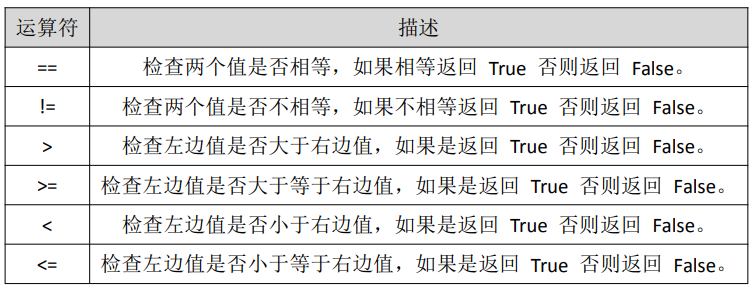 运算符 描述
== 检查两个值是否相等，如果相等返回 True 否则返回 False。
!= 检查两个值是否不相等，如果不相等返回 True 否则返回 False。
> 检查左边值是否大于右边值，如果是返回 True 否则返回 False。
>= 检查左边值是否大于等于右边值，如果是返回 True 否则返回 False。
< 检查左边值是否小于右边值，如果是返回 True 否则返回 False。
<= 检查左边值是否小于等于右边值，如果是返回 True 否则返回 False。